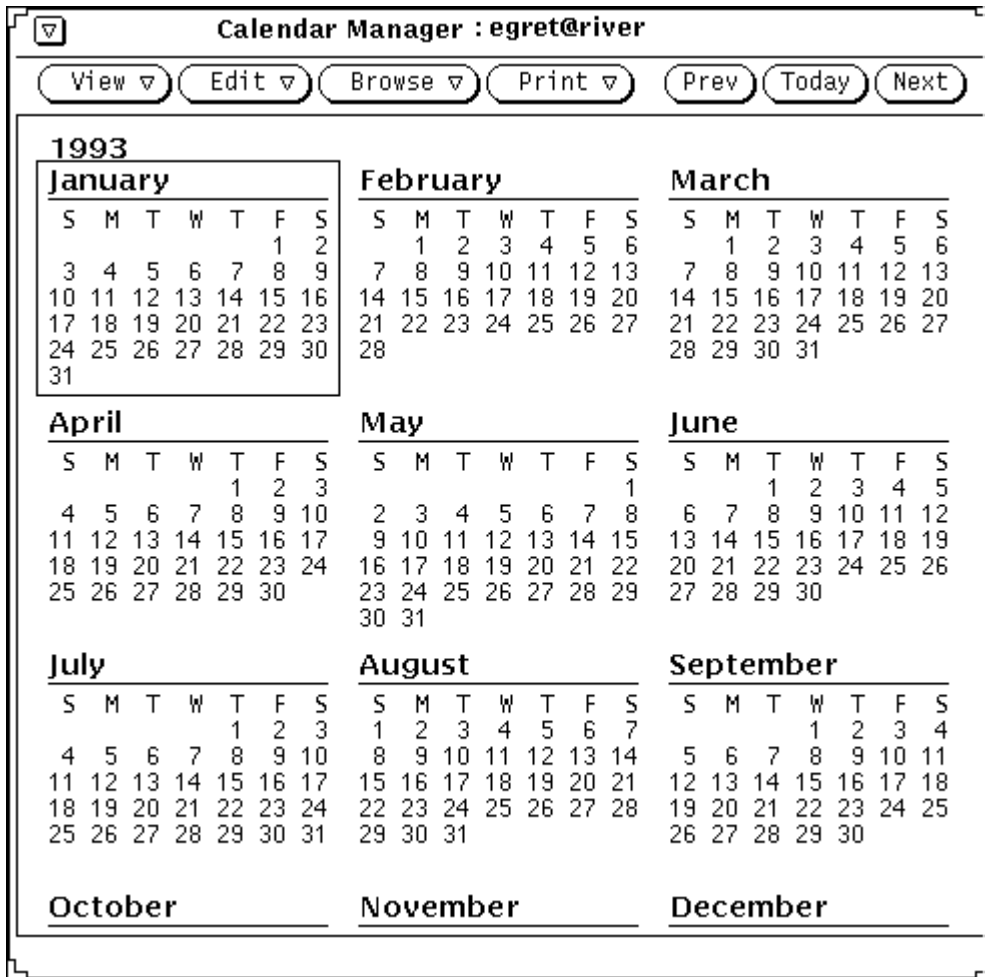 Calendar Manager : egret@river
View Edit Browse Print Prev Today Next
1993
January
S M T W T F S
1 2
3 4 5 6 7 8 9
10 11 12 13 14 15 16
17 18 19 20 21 22 23
24 25 26 27 28 29 30
31
February
S M T W T F S
1 2 3 4 5 6
7 8 9 10 11 12 13
14 15 16 17 18 19 20
21 22 23 24 25 26 27
28
March
S M T W T F S
1 2 3 4 5 6
7 8 9 10 11 12 13
14 15 16 17 18 19 20
21 22 23 24 25 26 27
28 29 30 31
April
S M T W T F S
1 2 3
4 5 6 7 8 9 10
11 12 13 14 15 16 17
18 19 20 21 22 23 24
25 26 27 28 29 30
May
S M T W T F S
1
2 3 4 5 6 7 8
9 10 11 12 13 14 15
16 17 18 19 20 21 22
23 24 25 26 27 28 29
30 31
June
S M T W T F S
1 2 3 4 5
6 7 8 9 10 11 12
13 14 15 16 17 18 19
20 21 22 23 24 25 26
27 28 29 30
July
S M T W T F S
1 2 3
4 5 6 7 8 9 10
11 12 13 14 15 16 17
18 19 20 21 22 23 24
25 26 27 28 29 30 31
August
S M T W T F S
1 2 3 4 5 6 7
8 9 10 11 12 13 14
15 16 17 18 19 20 21
22 23 24 25 26 27 28
29 30 31
September
S M T W T F S
1 2 3 4
5 6 7 8 9 10 11
12 13 14 15 16 17 18
19 20 21 22 23 24 25
26 27 28 29 30
October
November
December